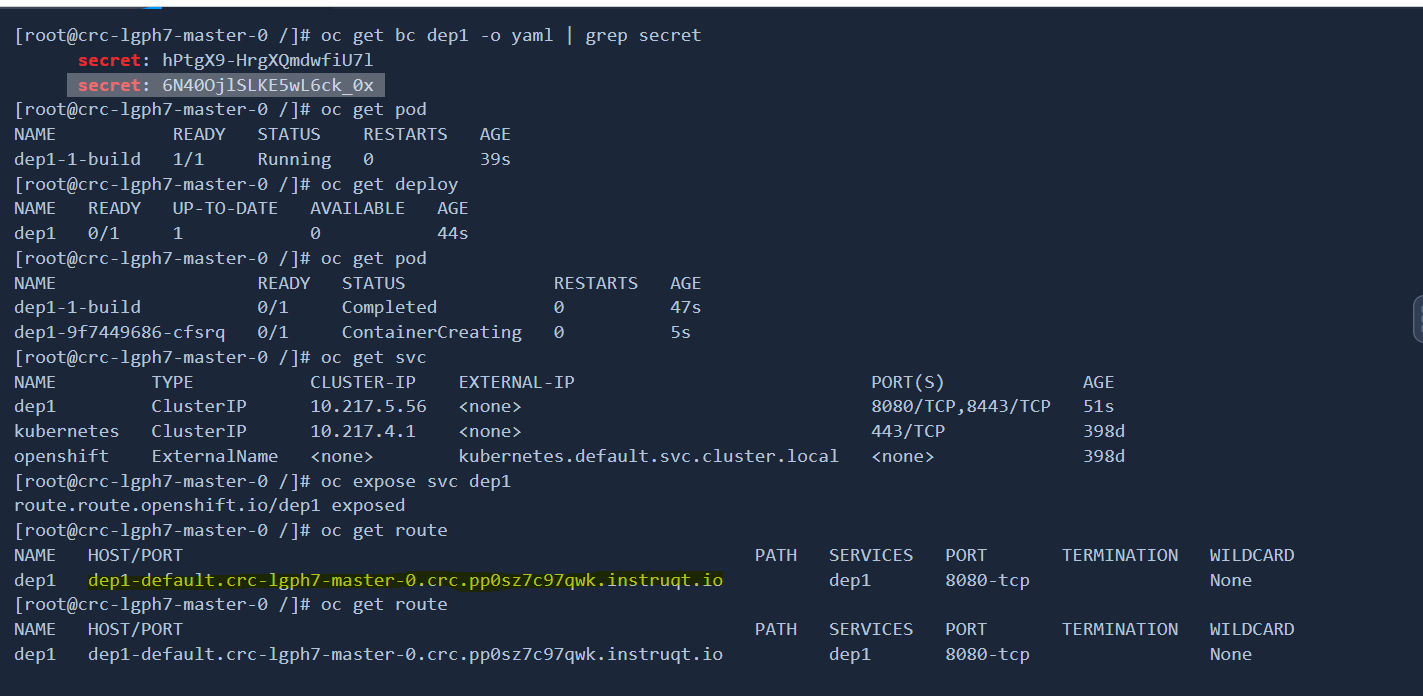 [root@crc-lgph7-master-0 /]# oc get bc dep1 -o yaml | grep secret
      secret: hPtgX9-HrgXQmdwfiU7l
      secret: 6N40OjlSLKE5wL6ck_0x
[root@crc-lgph7-master-0 /]# oc get pod
NAME           READY   STATUS    RESTARTS   AGE
dep1-1-build   1/1     Running   0          39s
[root@crc-lgph7-master-0 /]# oc get deploy
NAME   READY   UP-TO-DATE   AVAILABLE   AGE
dep1   0/1     1            0           44s
[root@crc-lgph7-master-0 /]# oc get pod
NAME                   READY   STATUS              RESTARTS   AGE
dep1-1-build           0/1     Completed           0          47s
dep1-9f7449686-cfsrq   0/1     ContainerCreating   0          5s
[root@crc-lgph7-master-0 /]# oc get svc
NAME         TYPE           CLUSTER-IP     EXTERNAL-IP                            PORT(S)             AGE
dep1         ClusterIP      10.217.5.56    <none>                                 8080/TCP,8443/TCP   51s
kubernetes   ClusterIP      10.217.4.1     <none>                                 443/TCP             398d
openshift    ExternalName   <none>         kubernetes.default.svc.cluster.local   <none>              398d
[root@crc-lgph7-master-0 /]# oc expose svc dep1
route.route.openshift.io/dep1 exposed
[root@crc-lgph7-master-0 /]# oc get route
NAME   HOST/PORT                                                      PATH   SERVICES   PORT       TERMINATION   WILDCARD
dep1   dep1-default.crc-lgph7-master-0.crc.pp0sz7c97qwk.instruqt.io          dep1       8080-tcp                 None
[root@crc-lgph7-master-0 /]# oc get route
NAME   HOST/PORT                                                      PATH   SERVICES   PORT       TERMINATION   WILDCARD
dep1   dep1-default.crc-lgph7-master-0.crc.pp0sz7c97qwk.instruqt.io          dep1       8080-tcp                 None